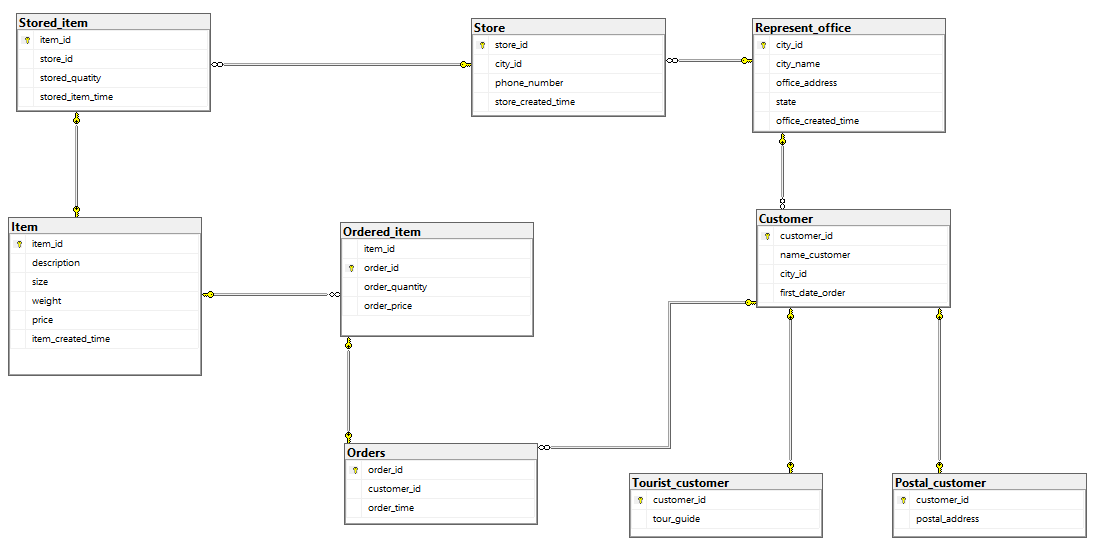 Stored_item
item_id
store_id
stored_quatity
stored_item_time
Store
store_id
city_id
phone_number
store_created_time
Represent_office
city_id
city_name
office_address
state
office_created_time
Item
item_id
description
size
weight
price
item_created_time
Ordered_item
item_id
order_id
order_quantity
order_price
Customer
customer_id
name_customer
city_id
first_date_order
Orders
order_id
customer_id
order_time
Tourist_customer
customer_id
tour_guide
Postal_customer
customer_id
postal_address